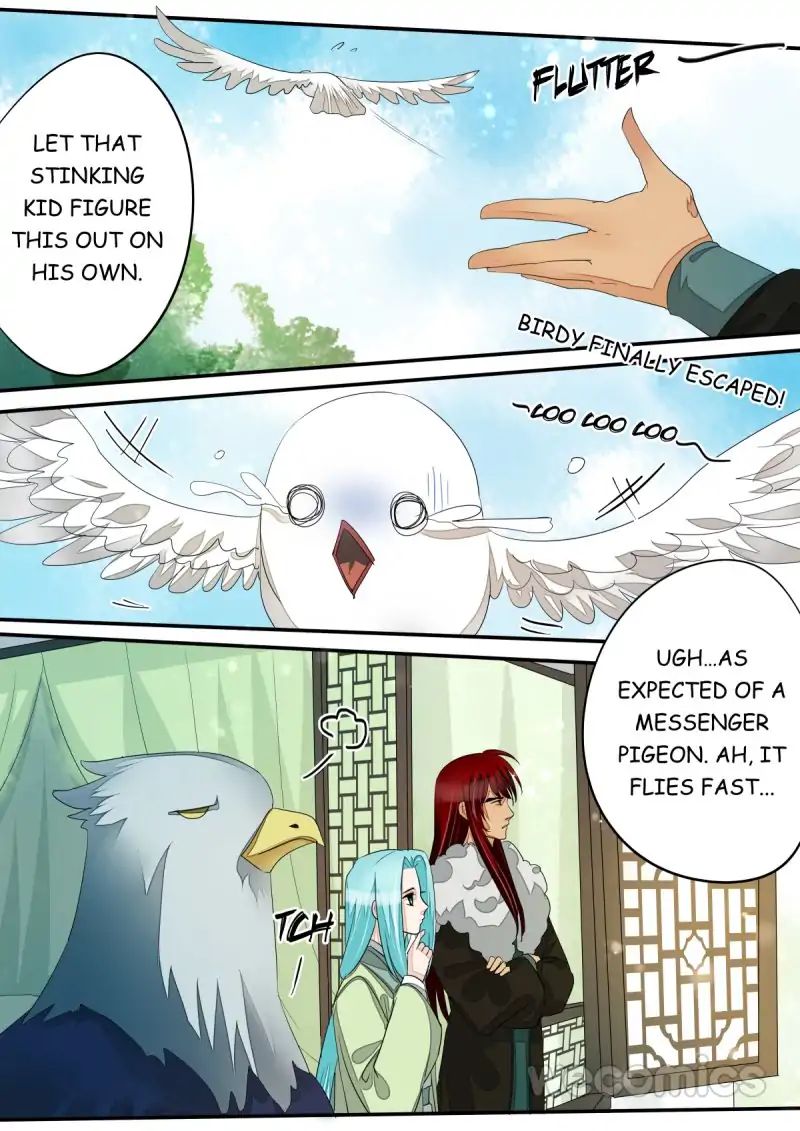 FLUTTER
LET THAT
STINKING
KID FIGURE
THIS OUT ON
HIS OWN.
BIRDY FINALLY ESCAPED!
~COO COO COO~
UGH...AS
EXPECTED OF A
MESSENGER
PIGEON. AH, IT
FLIES FAST...
TCH
webcomics